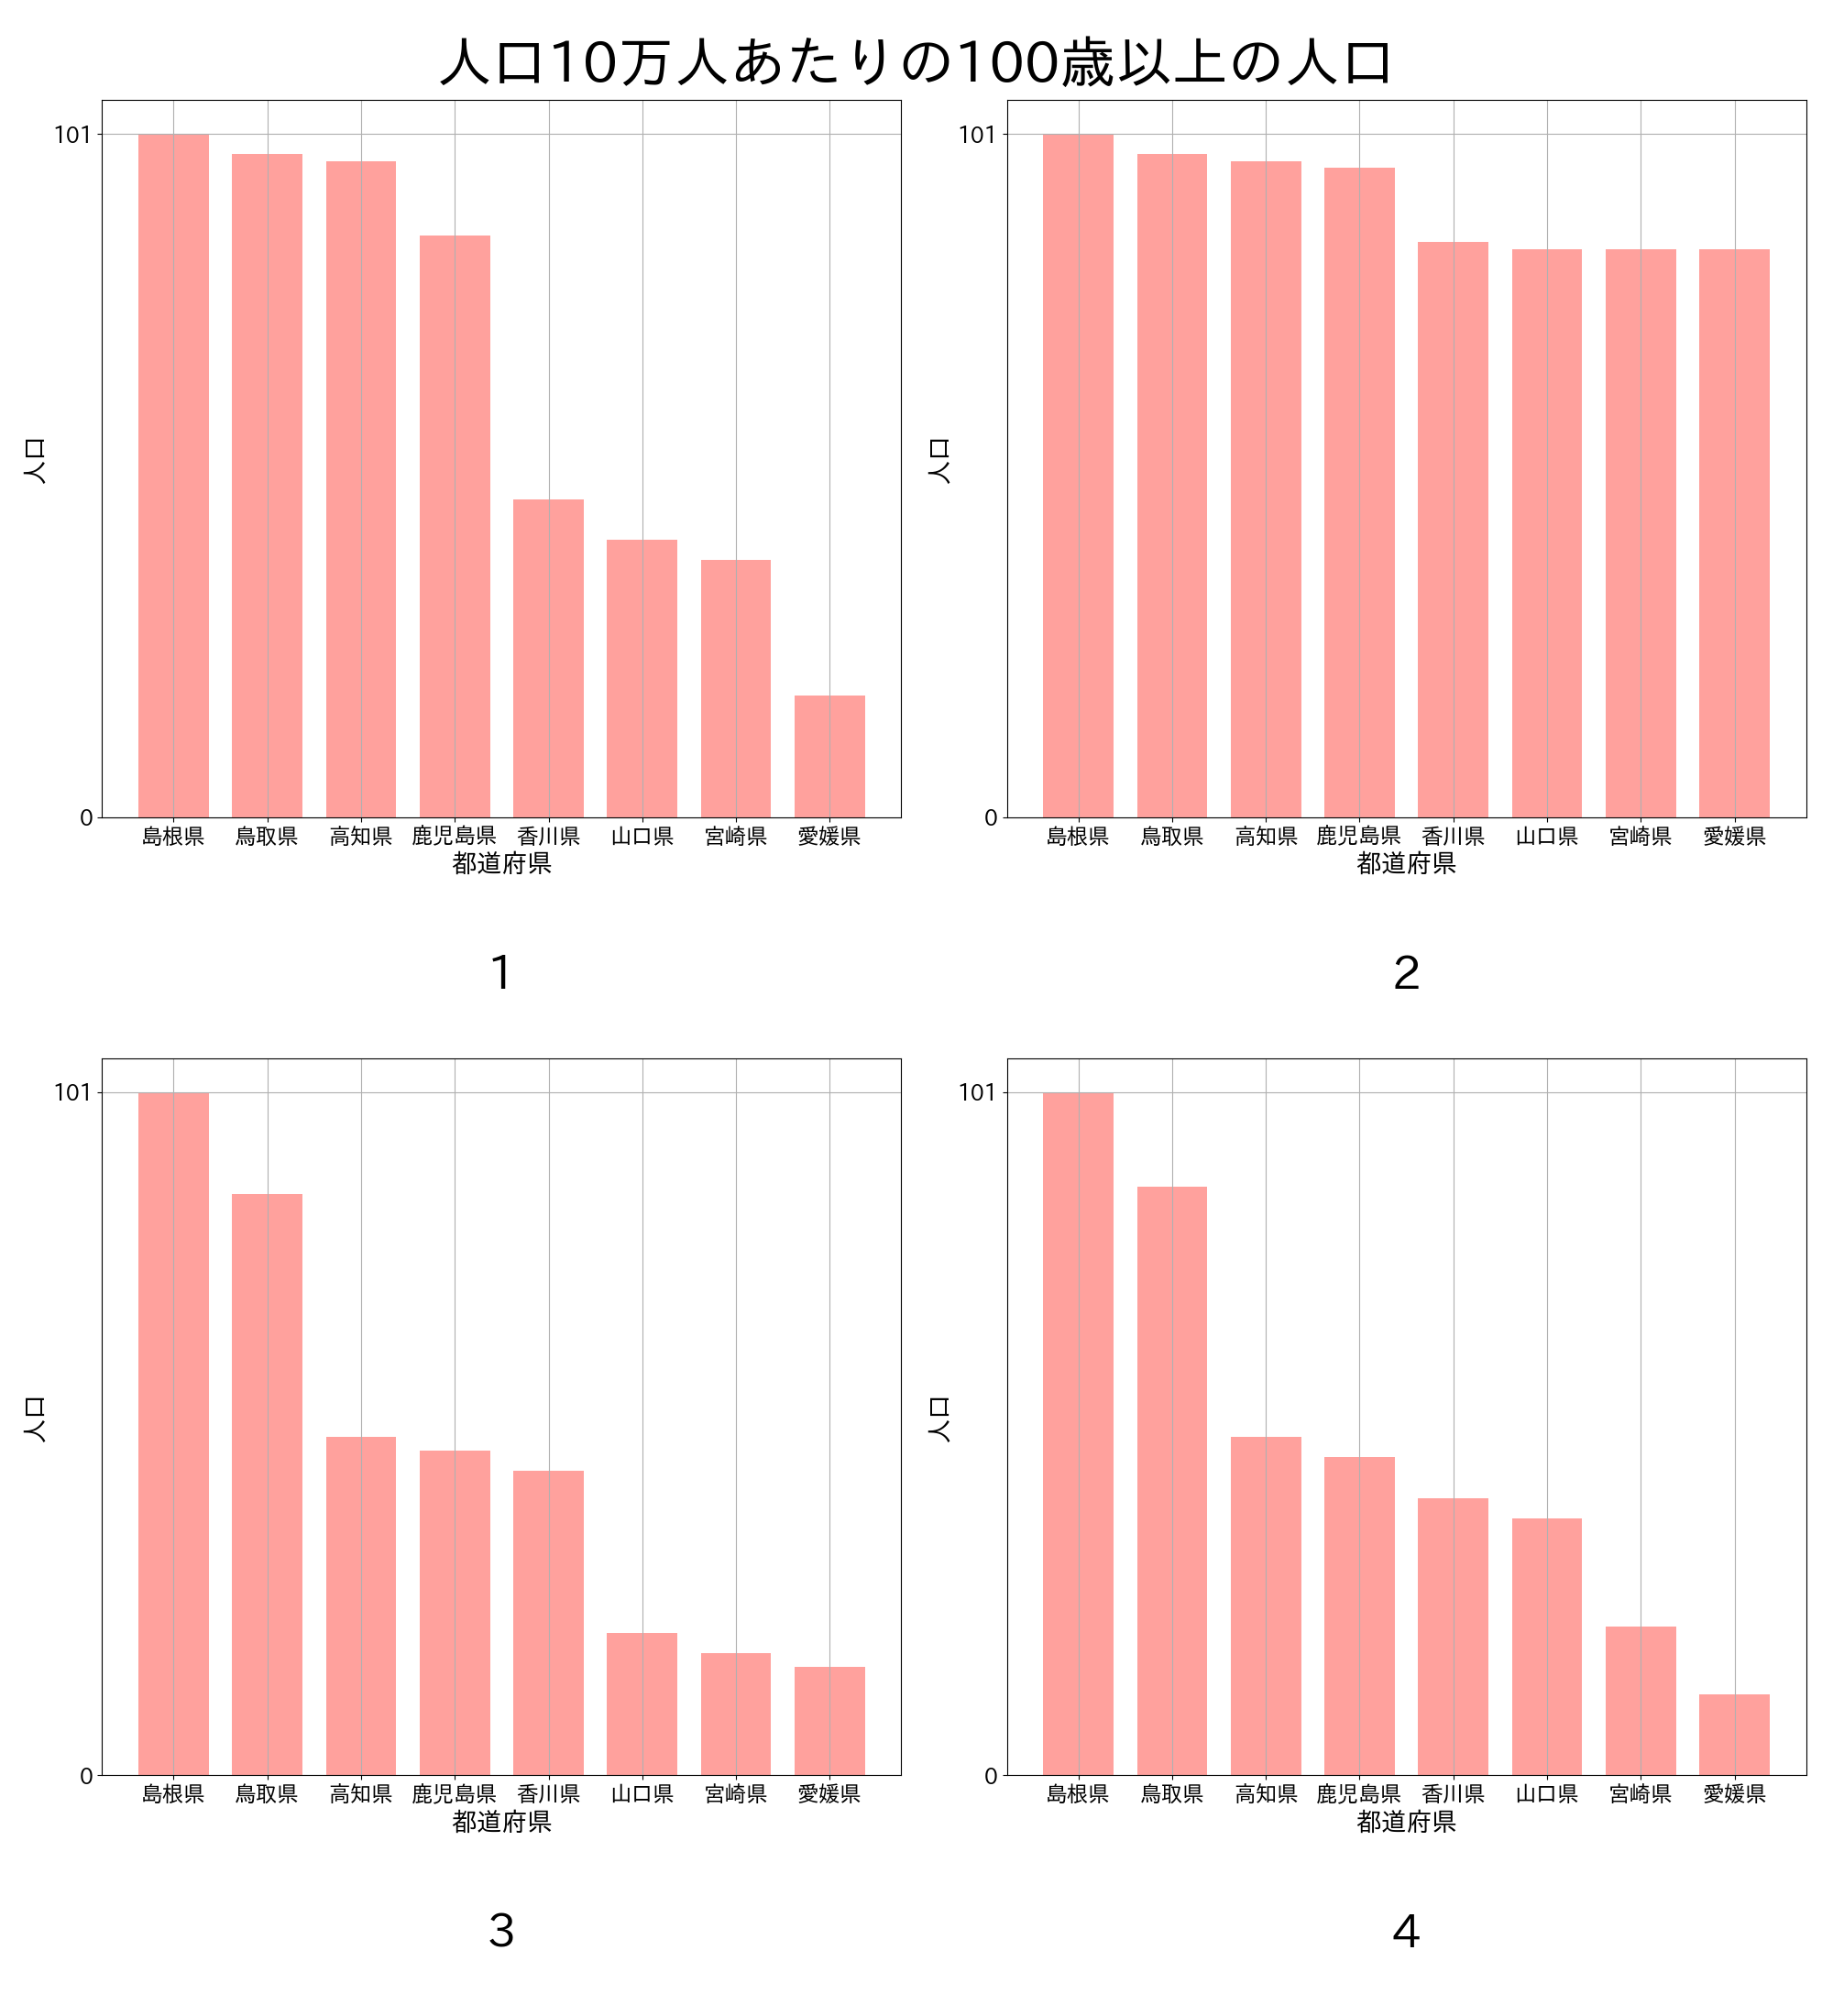 人口10万人あたりの100歳以上の人口
101
人口
0
島根県 鳥取県 高知県 鹿児島県 香川県 山口県 宮崎県 愛媛県
都道府県
1
101
人口
0
島根県 鳥取県 高知県 鹿児島県 香川県 山口県 宮崎県 愛媛県
都道府県
2
101
人口
0
島根県 鳥取県 高知県 鹿児島県 香川県 山口県 宮崎県 愛媛県
都道府県
3
101
人口
0
島根県 鳥取県 高知県 鹿児島県 香川県 山口県 宮崎県 愛媛県
都道府県
4